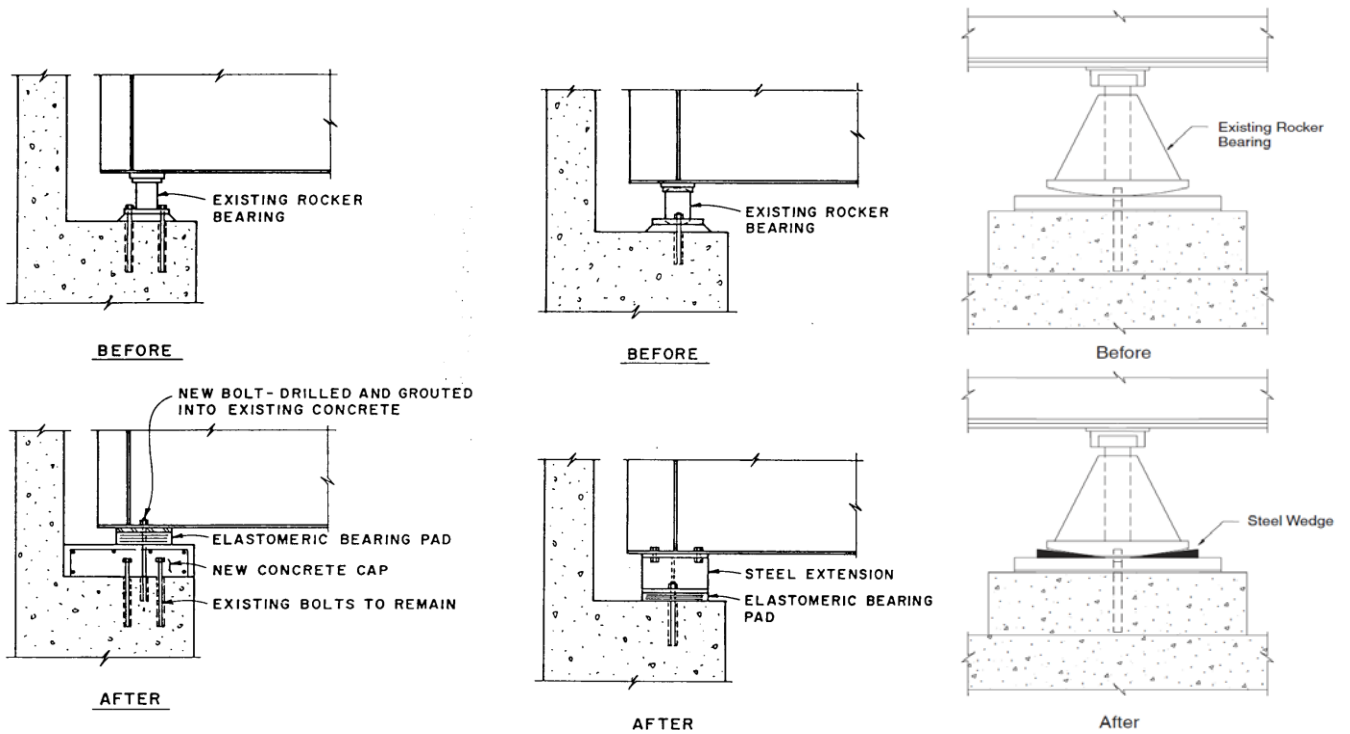 EXISTING ROCKER
BEARING
BEFORE
NEW BOLT- DRILLED AND GROUTED
INTO EXISTING CONCRETE
ELASTOMERIC BEARING PAD
NEW CONCRETE CAP
EXISTING BOLTS TO REMAIN
AFTER
EXISTING ROCKER
BEARING
BEFORE
STEEL EXTENSION
ELASTOMERIC BEARING
PAD
AFTER
Existing Rocker
Bearing
Before
Steel Wedge
After